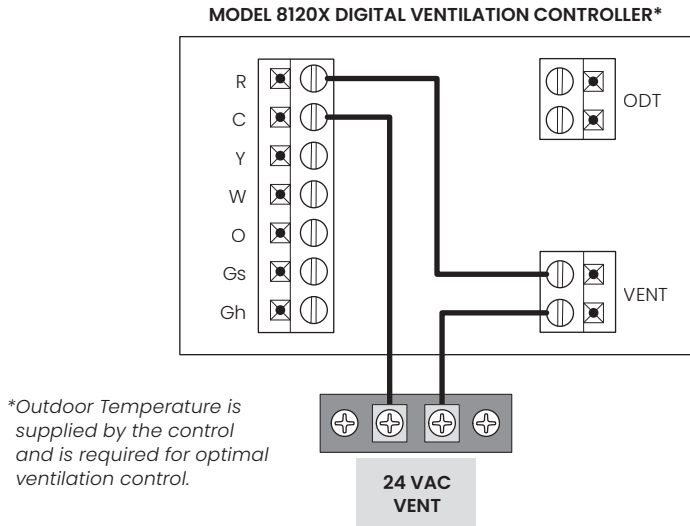 MODEL 8120X DIGITAL VENTILATION CONTROLLER*
R
C
Y
W
O
Gs
Gh
ODT
VENT
*Outdoor Temperature is
supplied by the control
and is required for optimal
ventilation control.
24 VAC
VENT